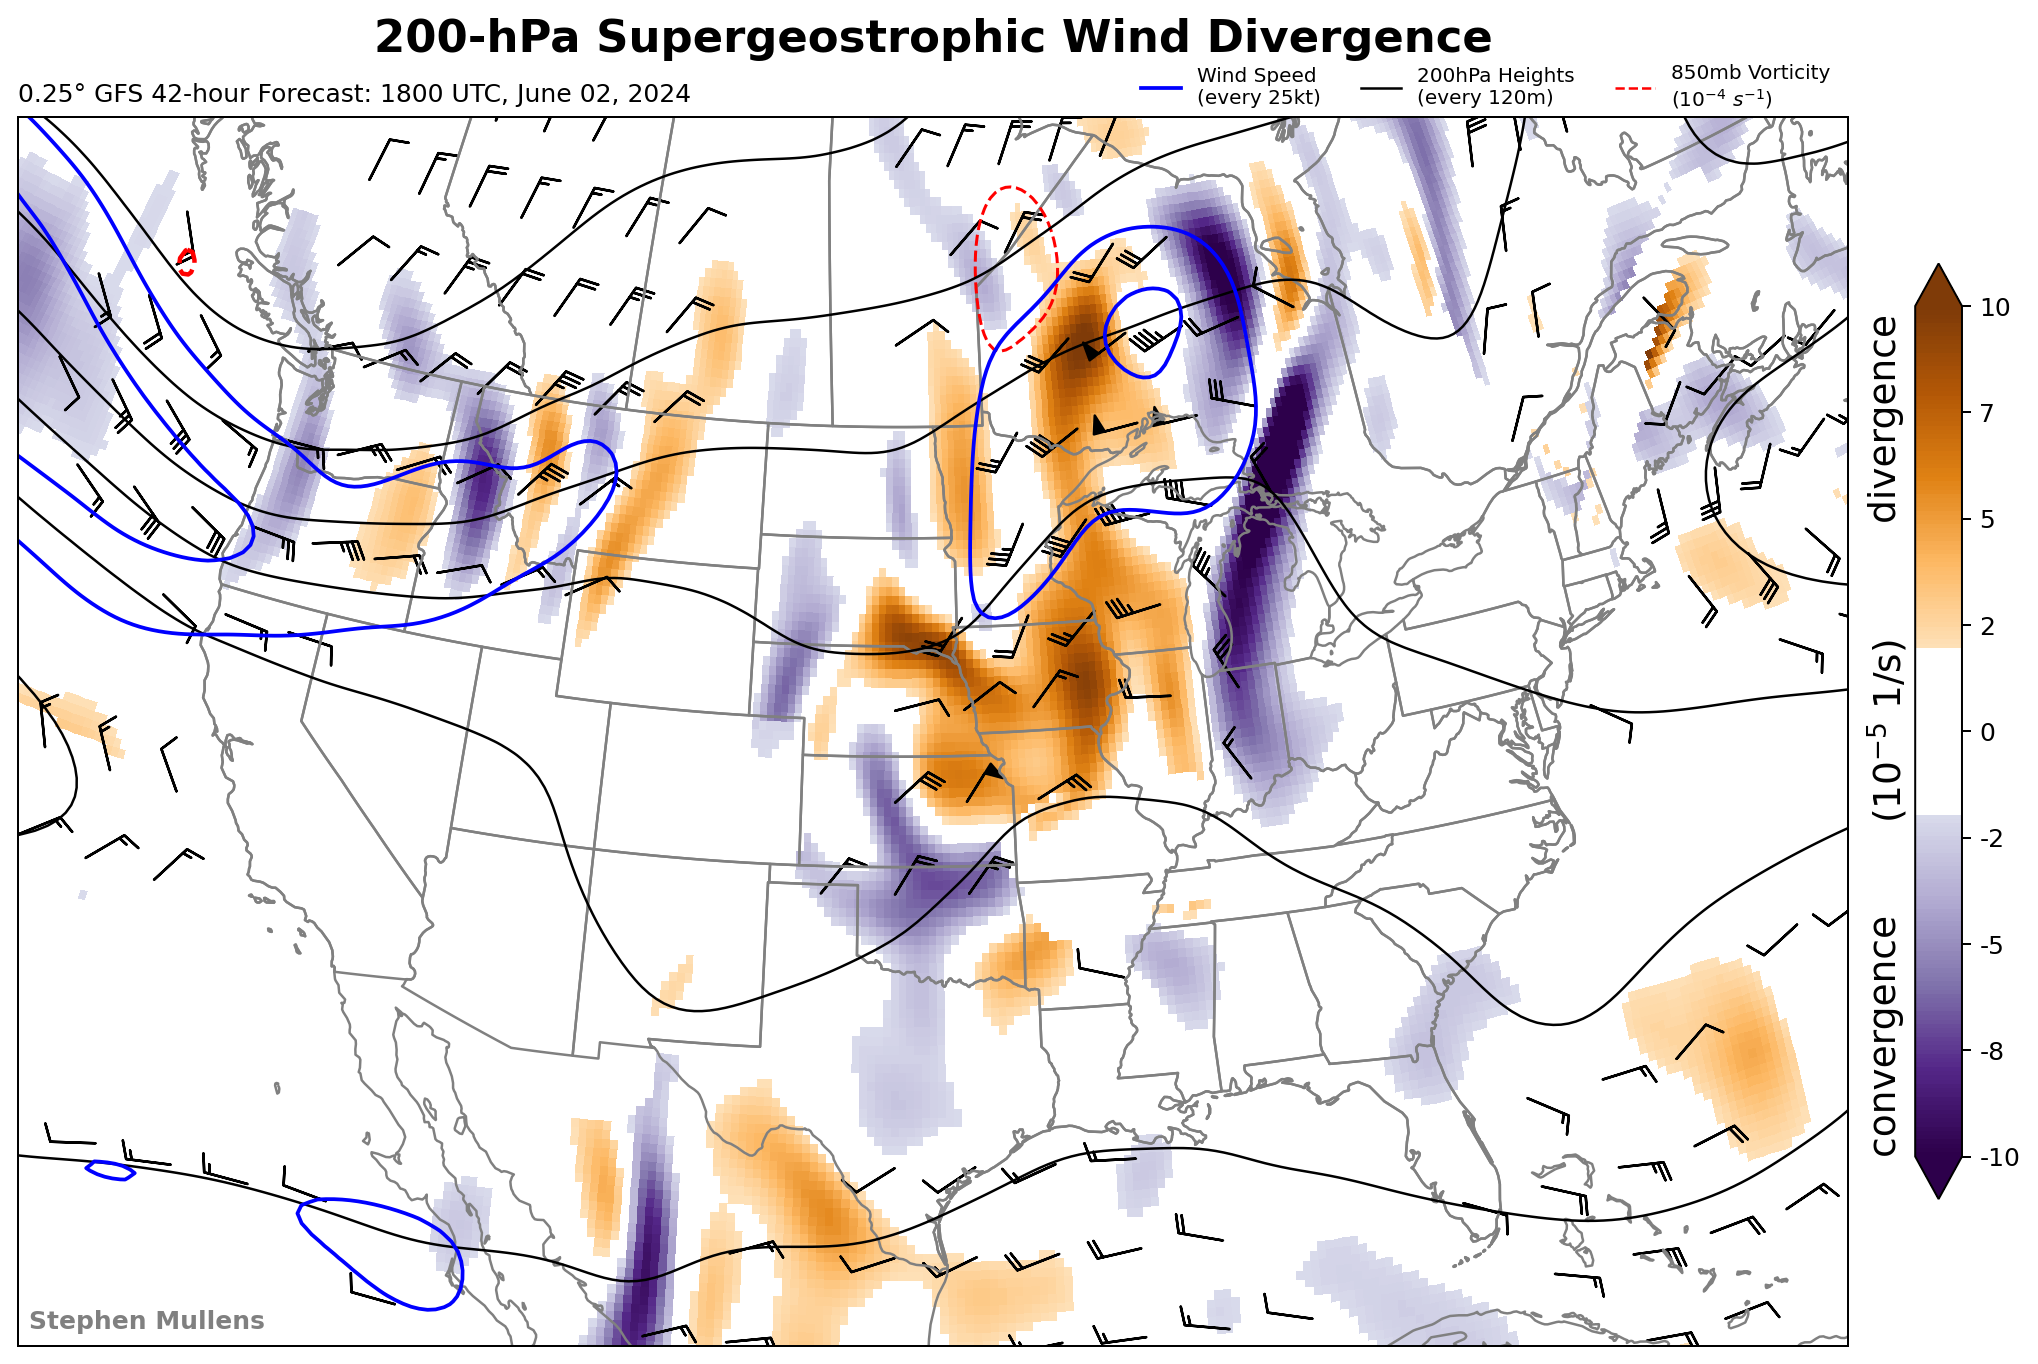 200-hPa Supergeostrophic Wind Divergence
0.25° GFS 42-hour Forecast: 1800 UTC, June 02, 2024
Wind Speed
(every 25kt)
200hPa Heights
(every 120m)
850mb Vorticity
(10⁻⁴ s⁻¹)
10
7
5
2
0
-2
-5
-8
-10
convergence (10⁻⁵ 1/s) divergence
Stephen Mullens